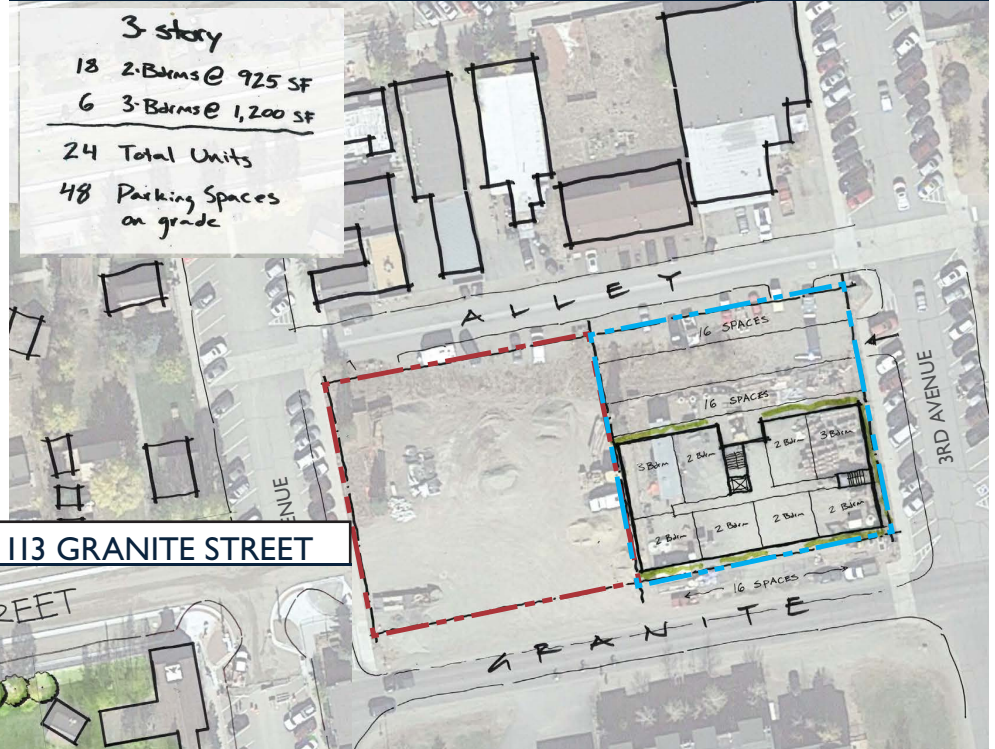 3-story
18 2-Bdrms @ 925 SF
6 3-Bdrms @ 1,200 SF
24 Total Units
48 Parking Spaces
on grade
ALLEY
16 SPACES
16 SPACES
3RD AVENUE
3 Bdrm
2 Bdrm
2 Bdrm
3 Bdrm
2 Bdrm
2 Bdrm
2 Bdrm
2 Bdrm
ENUE
113 GRANITE STREET
16 SPACES
REET
GRANITE